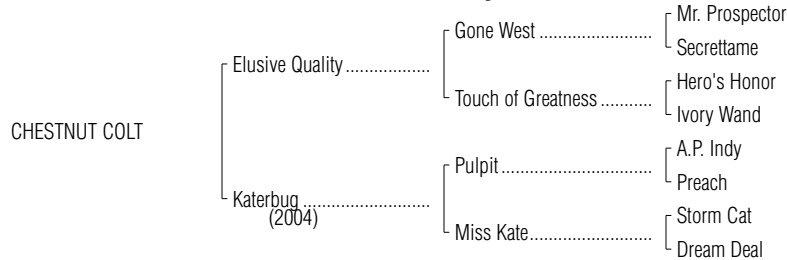 Mr. Prospector
Gone West ........................
Secrettame
Elusive Quality ..................
Hero's Honor
Touch of Greatness ...........
Ivory Wand
CHESTNUT COLT
A.P. Indy
Pulpit................................
Preach
Katerbug ...........................
(2004)
Storm Cat
Miss Kate..........................
Dream Deal